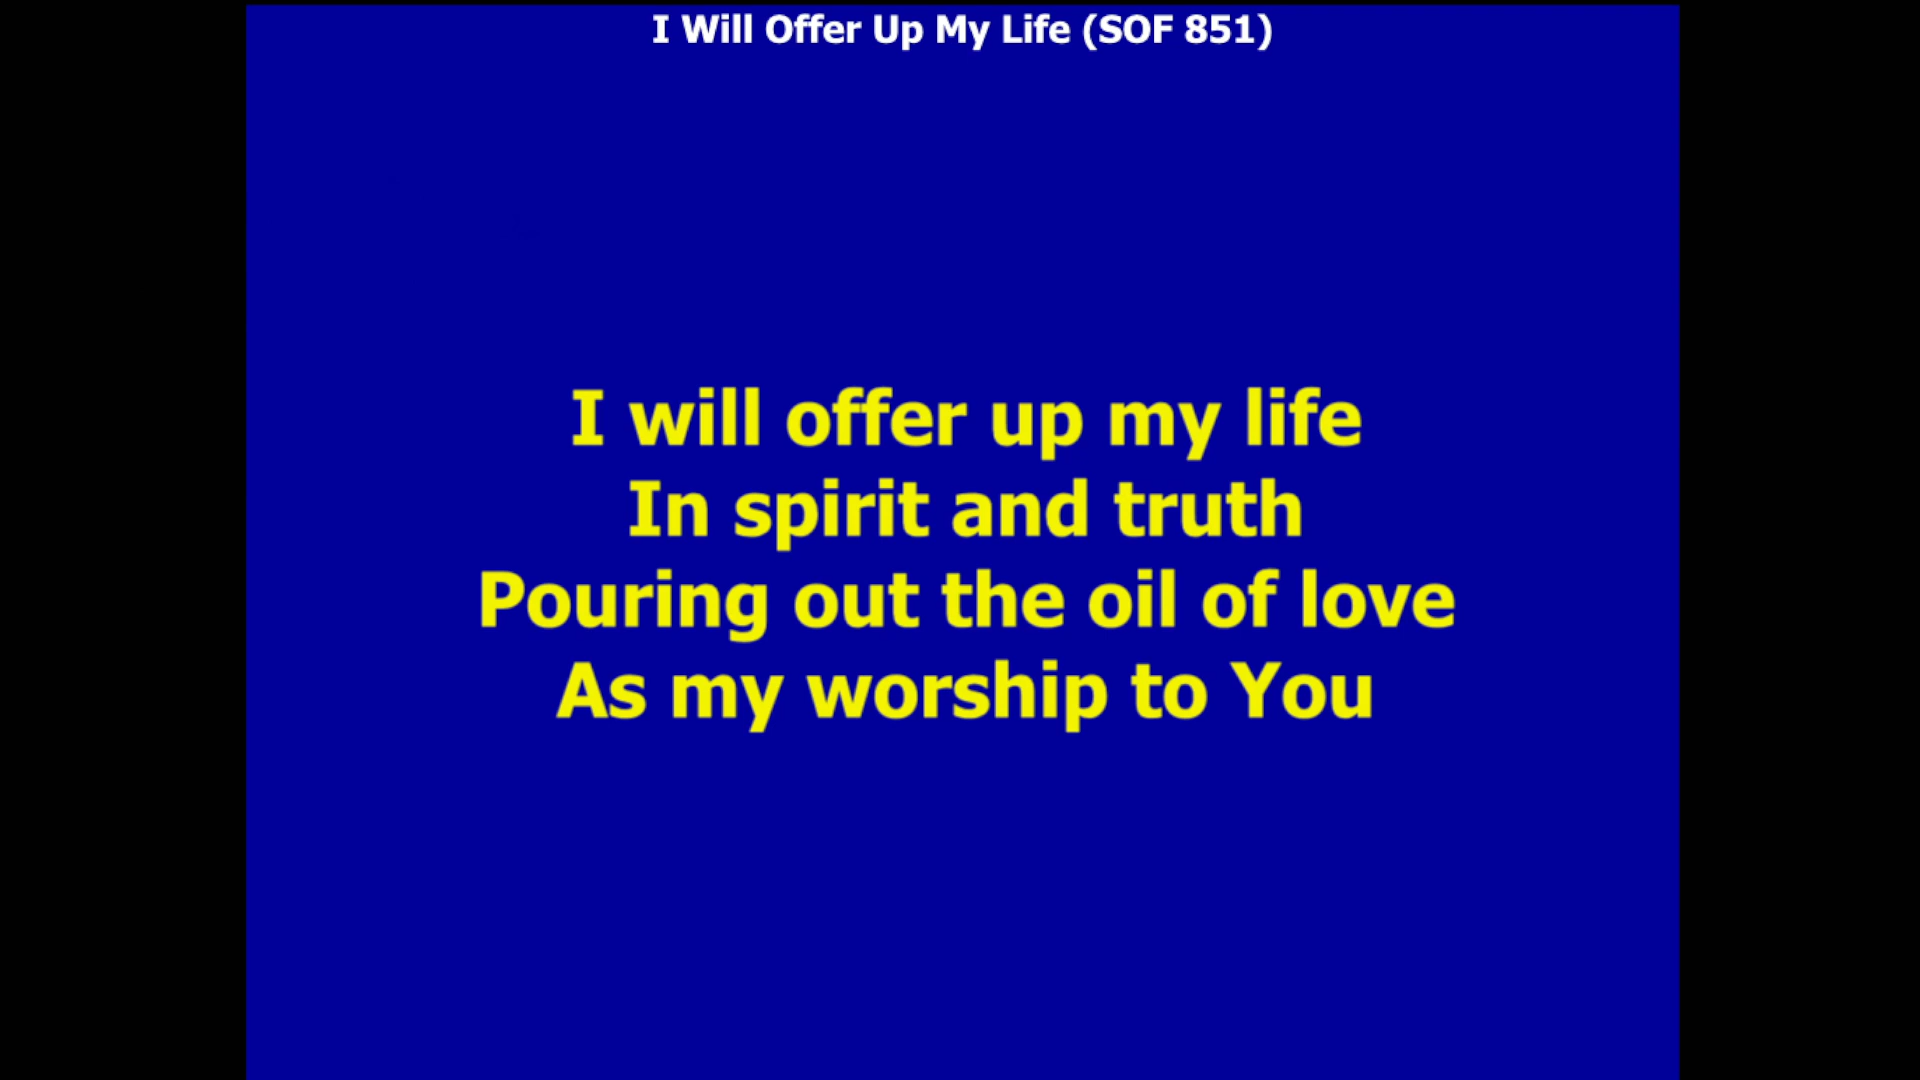 I Will Offer Up My Life (SOF 851)
I will offer up my life
In spirit and truth
Pouring out the oil of love
As my worship to You